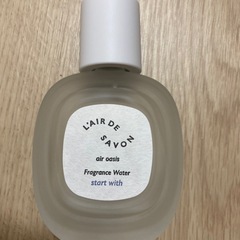 L'AIR DE
SAVON
air oasis
Fragrance Water
start with